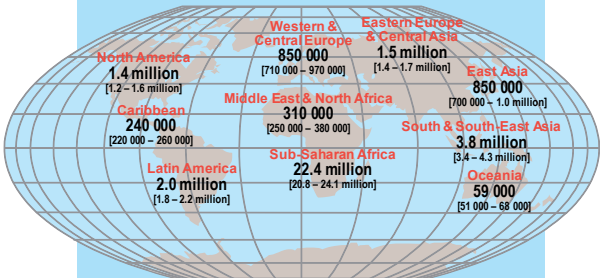 Western &
Central Europe
850 000
[710 000 – 970 000]
Eastern Europe
& Central Asia
1.5 million
[1.4 – 1.7 million]
North America
1.4 million
[1.2 – 1.6 million]
East Asia
850 000
[700 000 – 1.0 million]
Caribbean
240 000
[220 000 – 260 000]
Middle East & North Africa
310 000
[250 000 – 380 000]
South & South-East Asia
3.8 million
[3.4 – 4.3 million]
Latin America
2.0 million
[1.8 – 2.2 million]
Sub-Saharan Africa
22.4 million
[20.8 – 24.1 million]
Oceania
59 000
[51 000 – 68 000]